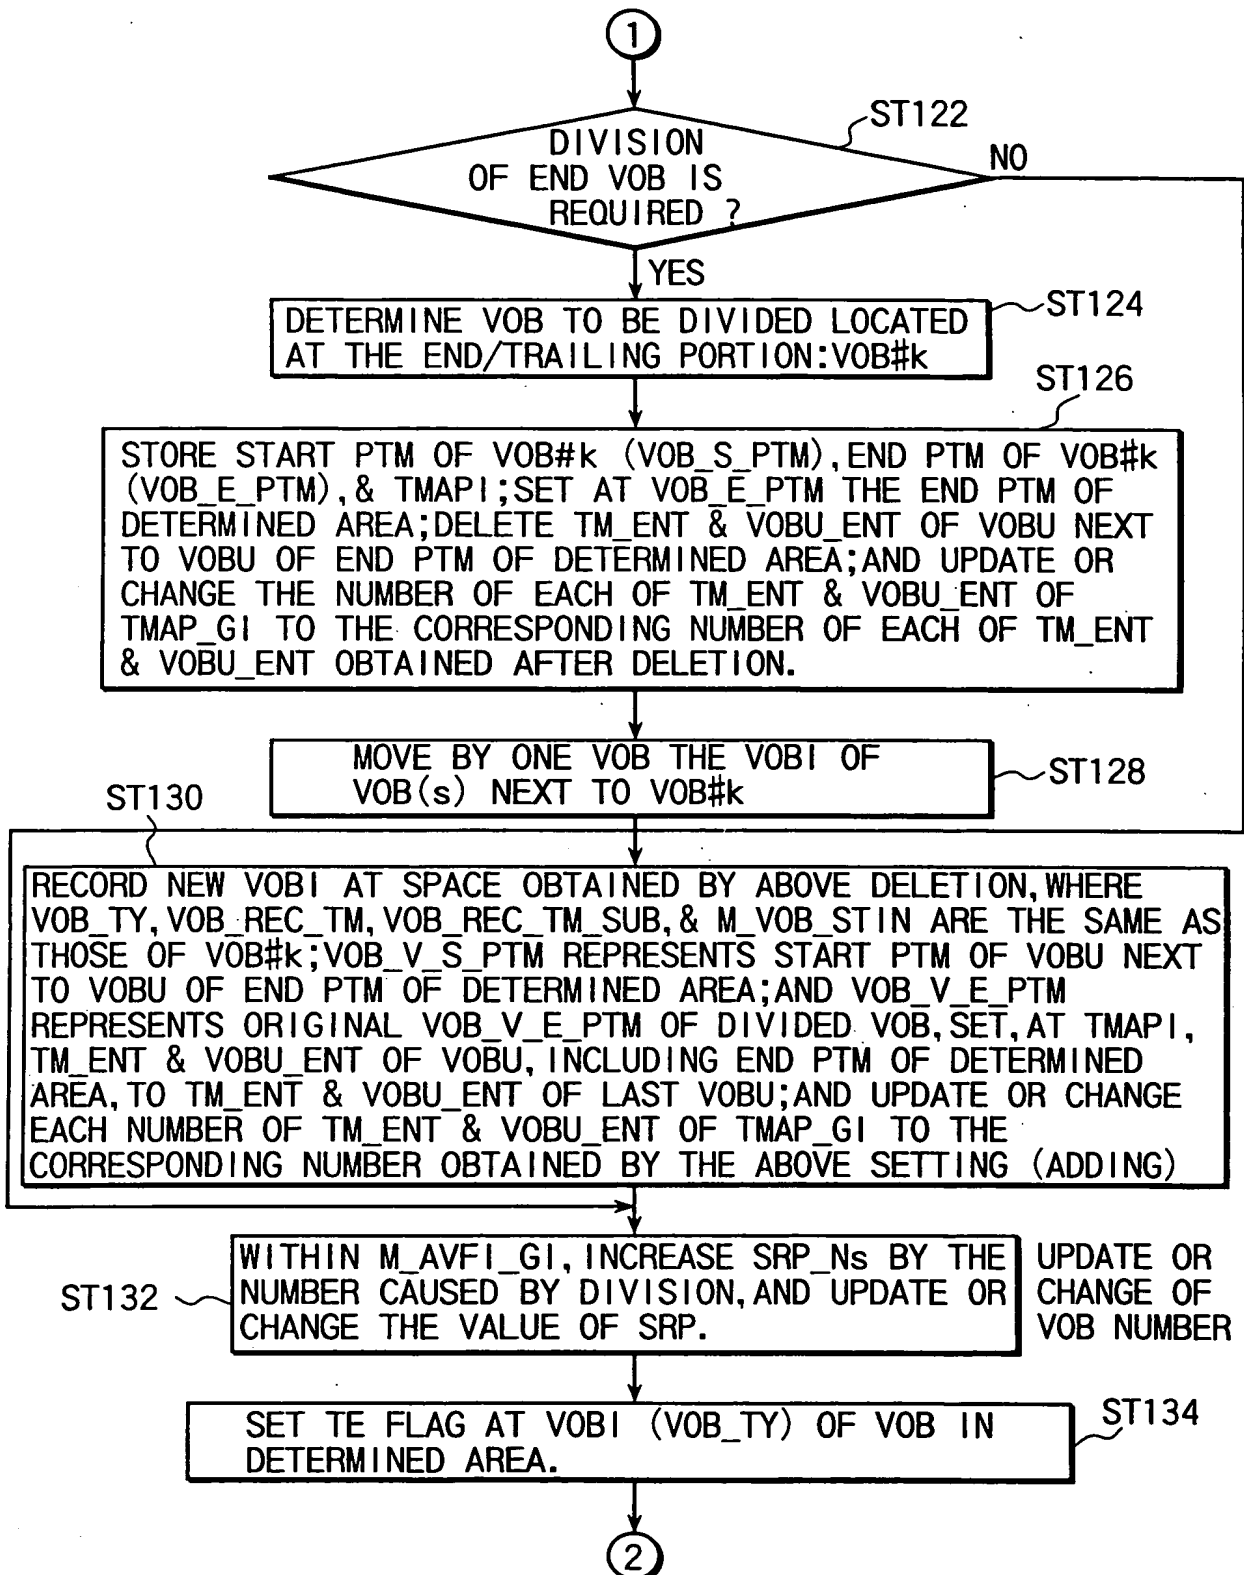 1
ST122
DIVISION
OF END VOB IS
REQUIRED ?
NO
YES
ST124
DETERMINE VOB TO BE DIVIDED LOCATED
AT THE END/TRAILING PORTION:VOB#k
ST126
STORE START PTM OF VOB#k (VOB_S_PTM),END PTM OF VOB#k
(VOB_E_PTM),& TMAPI;SET AT VOB_E_PTM THE END PTM OF
DETERMINED AREA;DELETE TM_ENT & VOBU_ENT OF VOBU NEXT
TO VOBU OF END PTM OF DETERMINED AREA;AND UPDATE OR
CHANGE THE NUMBER OF EACH OF TM_ENT & VOBU_ENT OF
TMAP_GI TO THE CORRESPONDING NUMBER OF EACH OF TM_ENT
& VOBU_ENT OBTAINED AFTER DELETION.
MOVE BY ONE VOB THE VOBI OF
VOB(s) NEXT TO VOB#k
ST128
ST130
RECORD NEW VOBI AT SPACE OBTAINED BY ABOVE DELETION,WHERE
VOB_TY,VOB_REC_TM,VOB_REC_TM_SUB,& M_VOB_STIN ARE THE SAME AS
THOSE OF VOB#k;VOB_V_S_PTM REPRESENTS START PTM OF VOBU NEXT
TO VOBU OF END PTM OF DETERMINED AREA;AND VOB_V_E_PTM
REPRESENTS ORIGINAL VOB_V_E_PTM OF DIVIDED VOB,SET,AT TMAPI,
TM_ENT & VOBU_ENT OF VOBU,INCLUDING END PTM OF DETERMINED
AREA,TO TM_ENT & VOBU_ENT OF LAST VOBU;AND UPDATE OR CHANGE
EACH NUMBER OF TM_ENT & VOBU_ENT OF TMAP_GI TO THE
CORRESPONDING NUMBER OBTAINED BY THE ABOVE SETTING (ADDING)
ST132
WITHIN M_AVFI_GI,INCREASE SRP_Ns BY THE
NUMBER CAUSED BY DIVISION,AND UPDATE OR
CHANGE THE VALUE OF SRP.
UPDATE OR
CHANGE OF
VOB NUMBER
ST134
SET TE FLAG AT VOBI (VOB_TY) OF VOB IN
DETERMINED AREA.
2